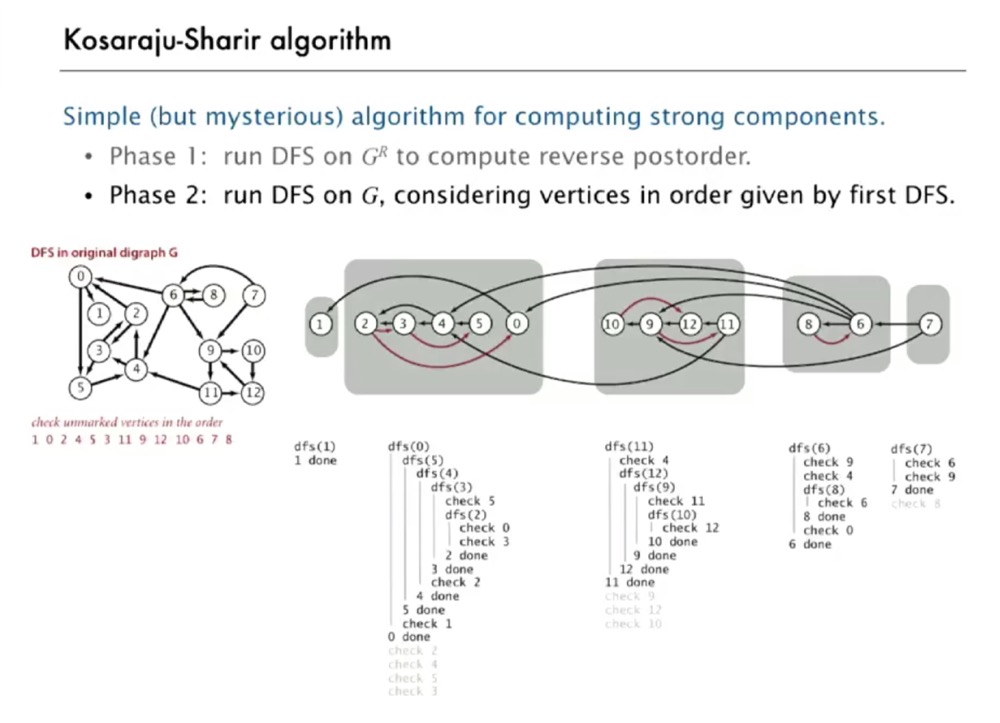 Kosaraju-Sharir algorithm
Simple (but mysterious) algorithm for computing strong components.
• Phase 1: run DFS on Gᴿ to compute reverse postorder.
• Phase 2: run DFS on G, considering vertices in order given by first DFS.
DFS in original digraph G
0
6
8
7
1
2
3
4
5
9
10
11
12
check unmarked vertices in the order
1 0 2 4 5 3 11 9 12 10 6 7 8
1
2
3
4
5
0
10
9
12
11
8
6
7
dfs(1)
1 done
dfs(0)
dfs(5)
dfs(4)
dfs(3)
check 5
dfs(2)
check 0
check 3
2 done
3 done
check 2
4 done
5 done
check 1
0 done
check 2
check 4
check 5
check 3
dfs(11)
check 4
dfs(12)
dfs(9)
check 11
dfs(10)
check 12
10 done
9 done
12 done
11 done
check 9
check 12
check 10
dfs(6)
check 9
check 4
dfs(8)
check 6
8 done
check 0
6 done
dfs(7)
check 6
check 9
7 done
check 8